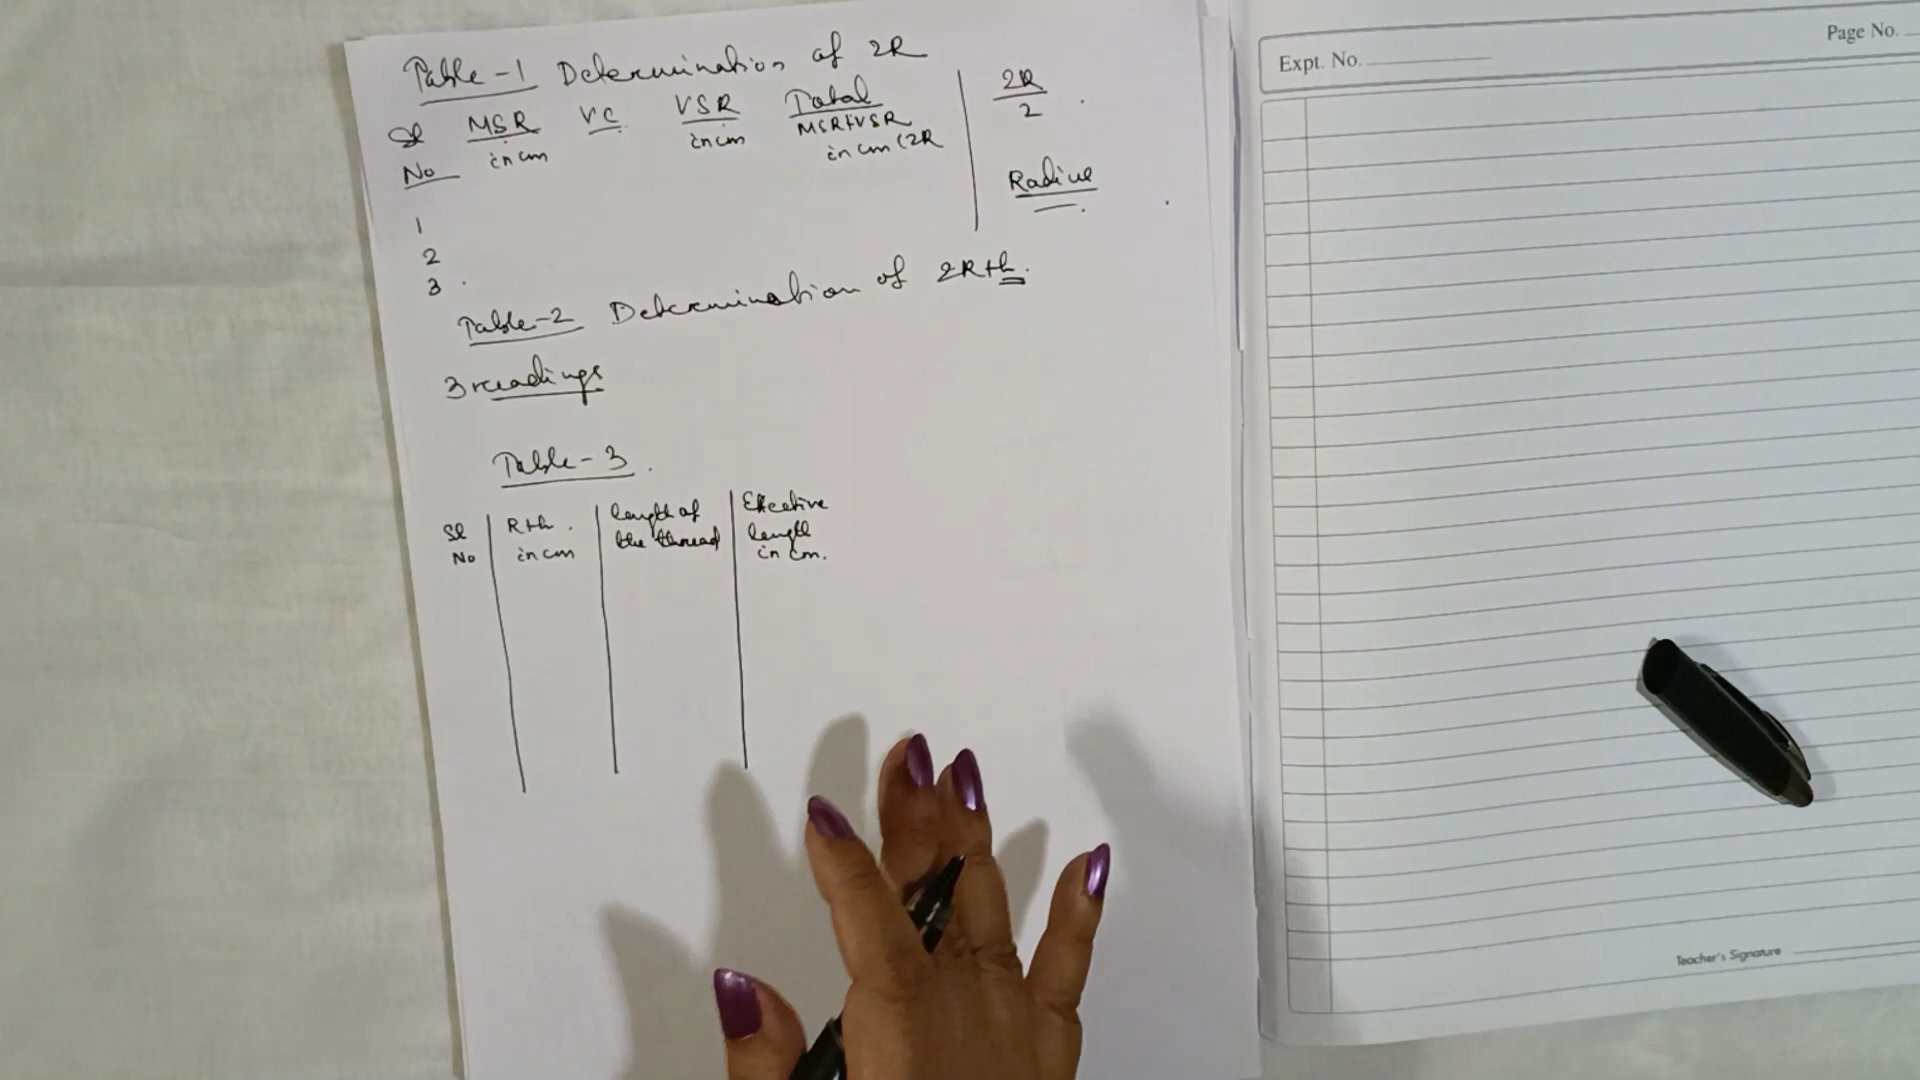 Table-1 Determination of 2R
Sl No MSR in cm VC VSR in cm Total MSR+VSR in cm (2R 2R/2 Radius
1
2
3.
Table-2 Determination of 2R+h.
3 readings
Table-3.
Sl No R+h. in cm length of the thread Effective length in cm.
Expt. No.
Page No.
Teacher's Signature